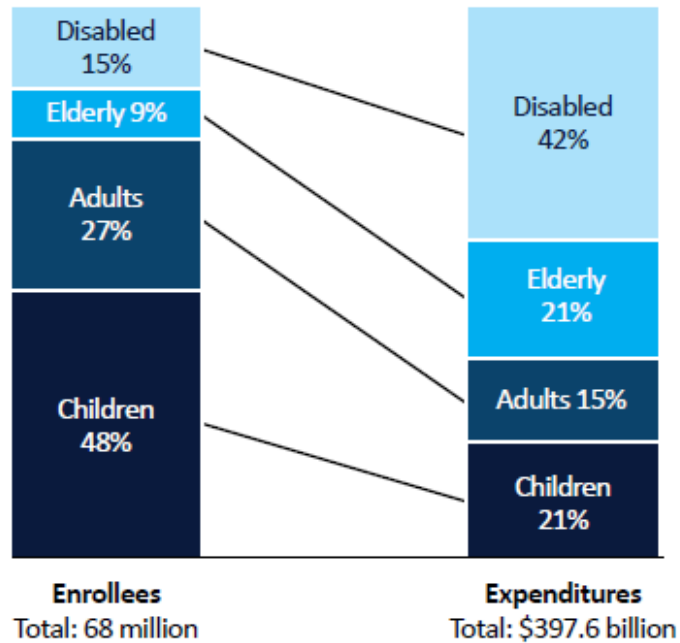 Disabled
15%
Elderly 9%
Adults
27%
Children
48%
Disabled
42%
Elderly
21%
Adults 15%
Children
21%
Enrollees
Total: 68 million
Expenditures
Total: $397.6 billion